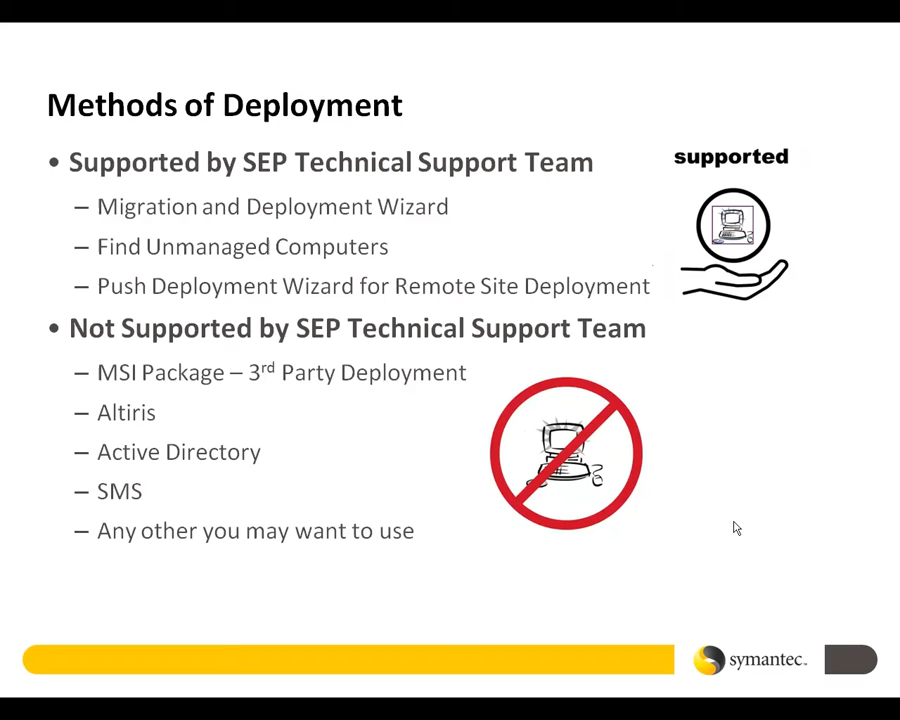 Methods of Deployment
• Supported by SEP Technical Support Team
– Migration and Deployment Wizard
– Find Unmanaged Computers
– Push Deployment Wizard for Remote Site Deployment
• Not Supported by SEP Technical Support Team
– MSI Package – 3rd Party Deployment
– Altiris
– Active Directory
– SMS
– Any other you may want to use
supported
symantec™